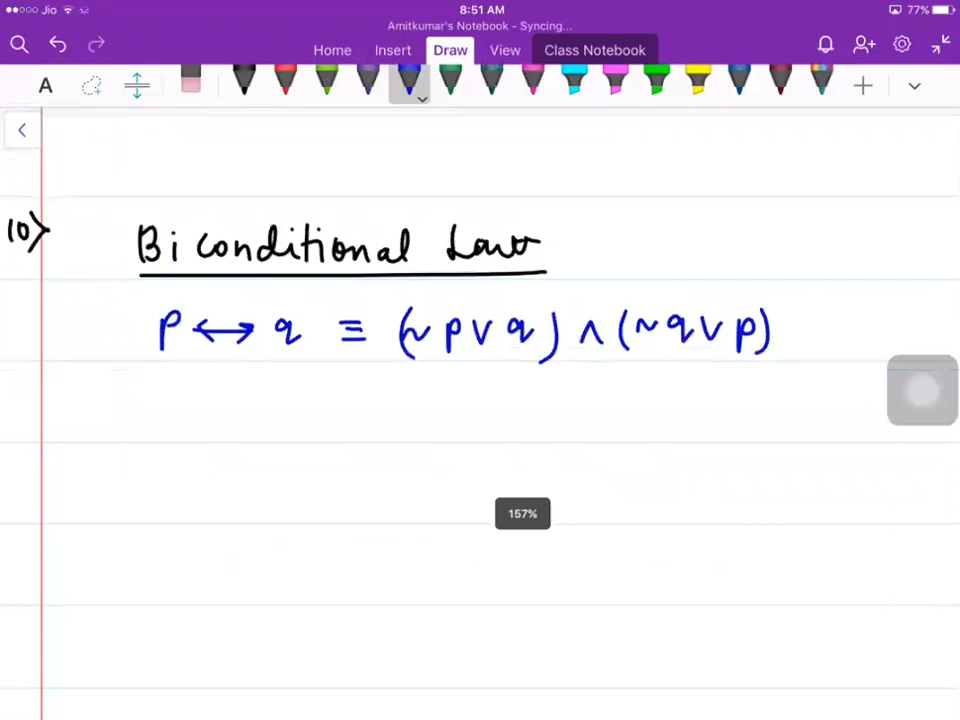 Jio 8:51 AM 77%
Amitkumar's Notebook - Syncing...
Home Insert Draw View Class Notebook
A
10> Bi conditional Law
p ↔ q ≡ (~ p ∨ q) ∧ (~ q ∨ p)
157%